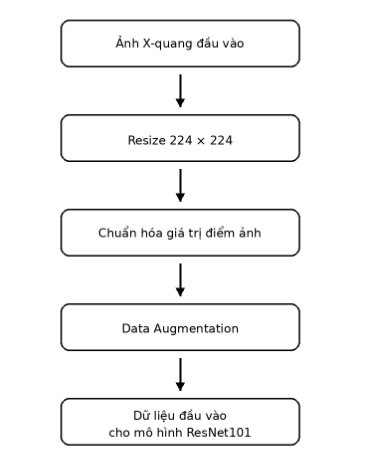 Ảnh X-quang đầu vào
Resize 224 × 224
Chuẩn hóa giá trị điểm ảnh
Data Augmentation
Dữ liệu đầu vào
cho mô hình ResNet101